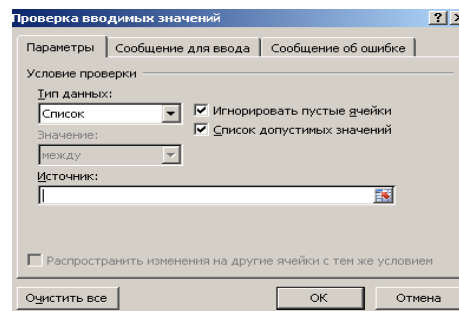 Проверка вводимых значений
Параметры Сообщение для ввода Сообщение об ошибке
Условие проверки
Тип данных:
Список Игнорировать пустые ячейки
Значение: Список допустимых значений
между
Источник:
Распространить изменения на другие ячейки с тем же условием
Очистить все ОК Отмена